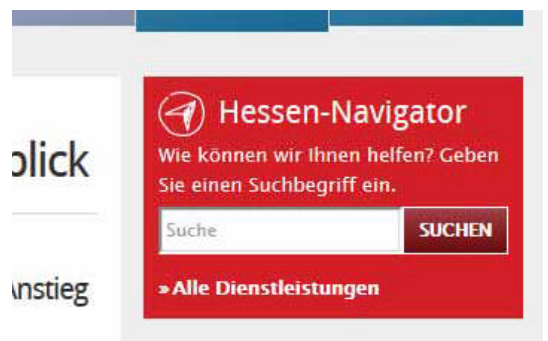 Hessen-Navigator
Wie können wir Ihnen helfen? Geben
Sie einen Suchbegriff ein.
Suche
SUCHEN
» Alle Dienstleistungen
blick
Anstieg